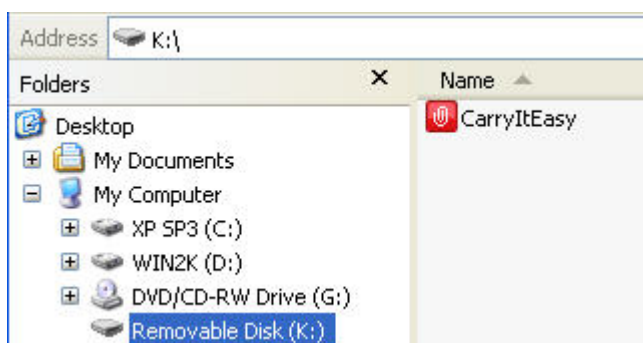 Address K:\
Folders
Name
CarryItEasy
Desktop
My Documents
My Computer
XP SP3 (C:)
WIN2K (D:)
DVD/CD-RW Drive (G:)
Removable Disk (K:)